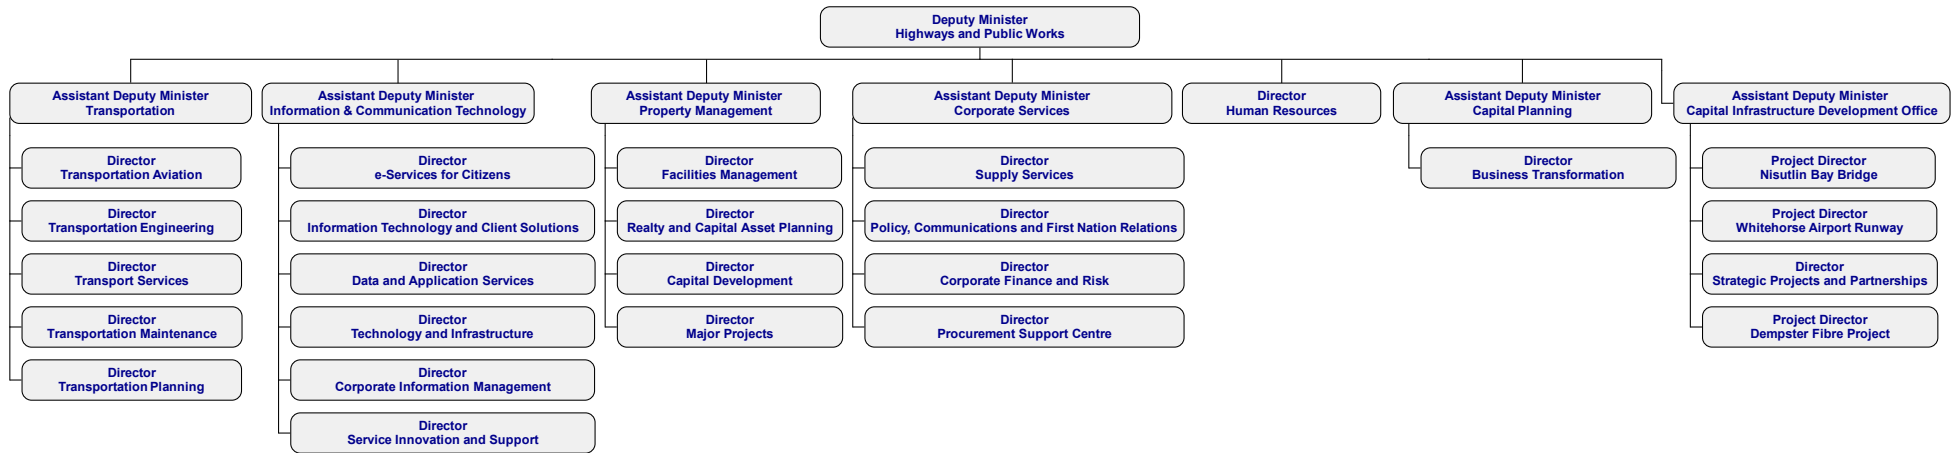 Deputy Minister
Highways and Public Works
Assistant Deputy Minister
Transportation
Director
Transportation Aviation
Director
Transportation Engineering
Director
Transport Services
Director
Transportation Maintenance
Director
Transportation Planning
Assistant Deputy Minister
Information & Communication Technology
Director
e-Services for Citizens
Director
Information Technology and Client Solutions
Director
Data and Application Services
Director
Technology and Infrastructure
Director
Corporate Information Management
Director
Service Innovation and Support
Assistant Deputy Minister
Property Management
Director
Facilities Management
Director
Realty and Capital Asset Planning
Director
Capital Development
Director
Major Projects
Assistant Deputy Minister
Corporate Services
Director
Supply Services
Director
Policy, Communications and First Nation Relations
Director
Corporate Finance and Risk
Director
Procurement Support Centre
Director
Human Resources
Assistant Deputy Minister
Capital Planning
Director
Business Transformation
Assistant Deputy Minister
Capital Infrastructure Development Office
Project Director
Nisutlin Bay Bridge
Project Director
Whitehorse Airport Runway
Director
Strategic Projects and Partnerships
Project Director
Dempster Fibre Project